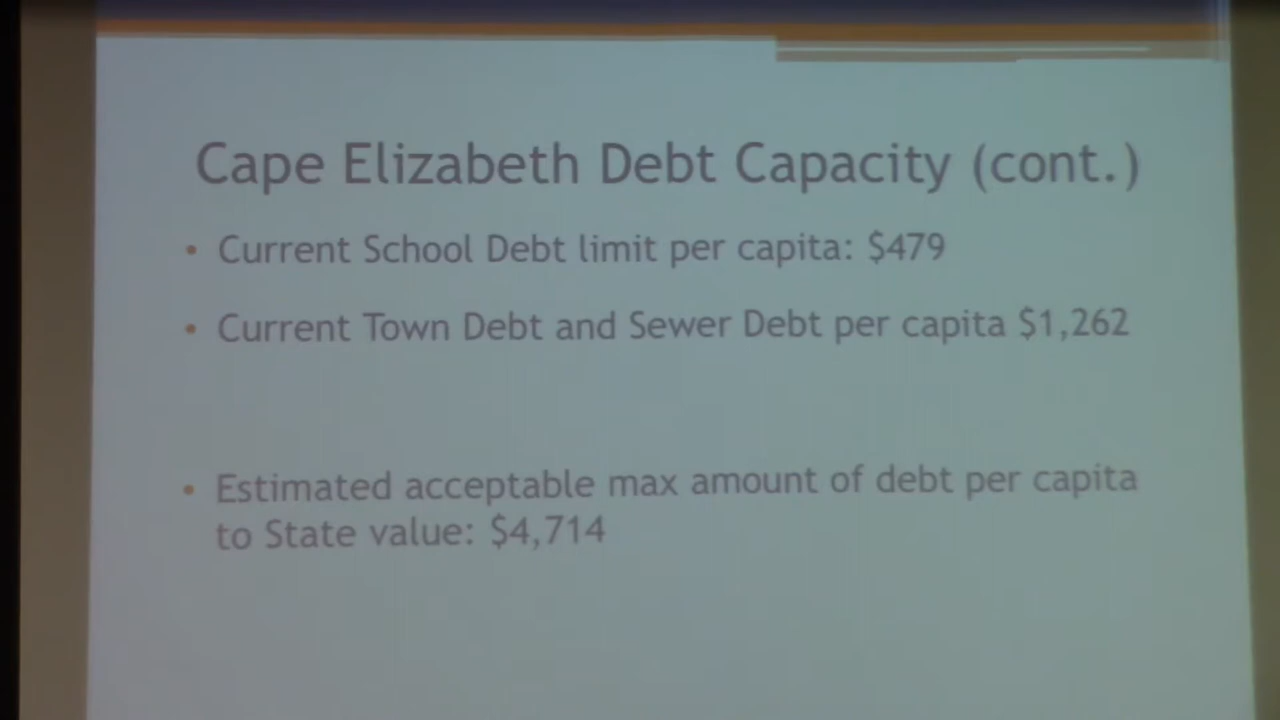 Cape Elizabeth Debt Capacity (cont.)
• Current School Debt limit per capita: $479
• Current Town Debt and Sewer Debt per capita $1,262
• Estimated acceptable max amount of debt per capita
to State value: $4,714